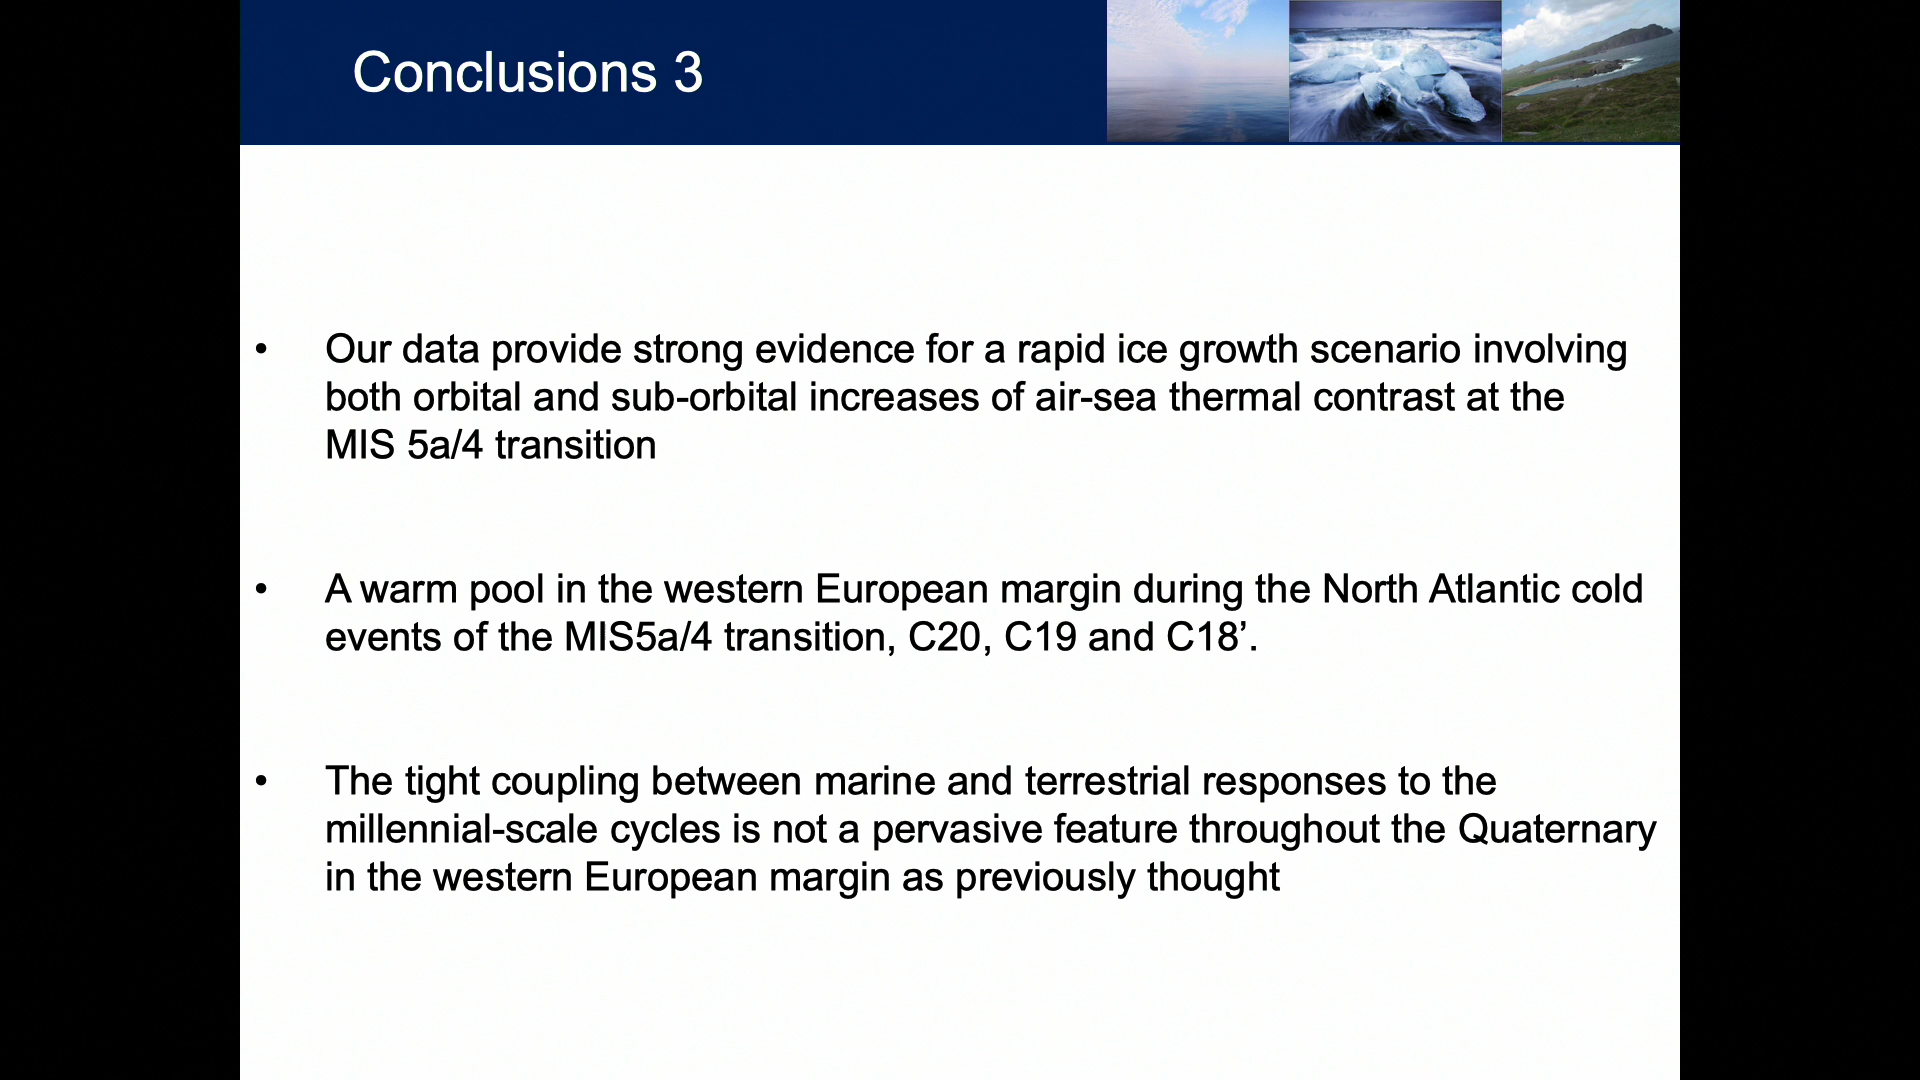 Conclusions 3
• Our data provide strong evidence for a rapid ice growth scenario involving
both orbital and sub-orbital increases of air-sea thermal contrast at the
MIS 5a/4 transition
• A warm pool in the western European margin during the North Atlantic cold
events of the MIS5a/4 transition, C20, C19 and C18’.
• The tight coupling between marine and terrestrial responses to the
millennial-scale cycles is not a pervasive feature throughout the Quaternary
in the western European margin as previously thought